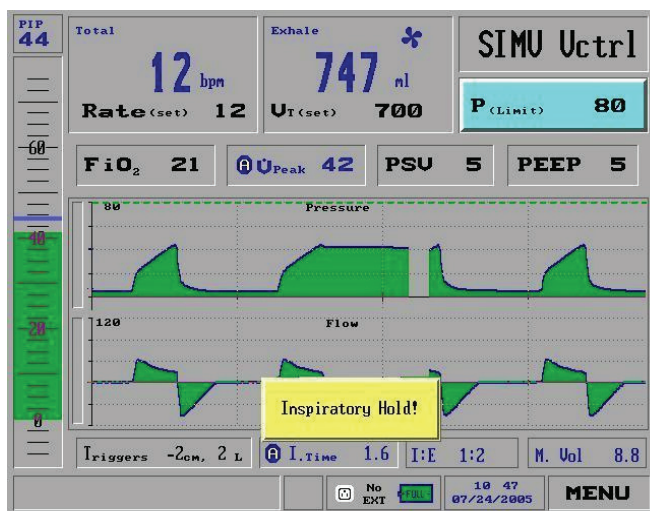 PIP
44
Total
12 bpm
Rate(set) 12
Exhale
747 ml
VT(set) 700
SIMV Vctrl
P(Limit) 80
60
40
20
0
FiO2 21
A V̇Peak 42
PSV 5
PEEP 5
80 Pressure
120 Flow
Inspiratory Hold!
Triggers -2cm, 2 L
A I.Time 1.6
I:E 1:2
M. Vol 8.8
No
EXT
FULL
10 47
07/24/2005
MENU